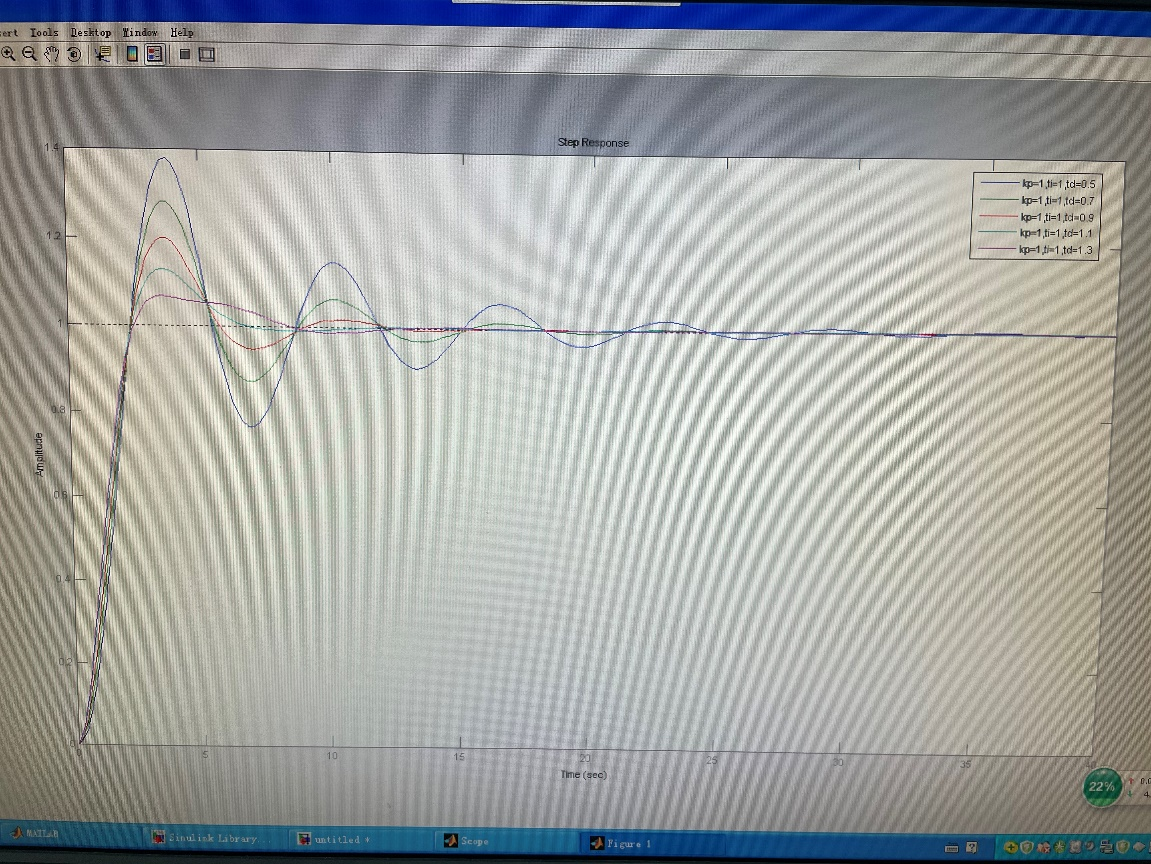 Tools Desktop Window Help
Step Response
1.4
1.2
1
0.8
0.6
0.4
0.2
0
Amplitude
kp=1,ti=1,td=0.5
kp=1,ti=1,td=0.7
kp=1,ti=1,td=0.9
kp=1,ti=1,td=1.1
kp=1,ti=1,td=1.3
5 10 15 20 25 30 35 40
Time (sec)
22%
MATLAB Simulink Library... untitled * Scope Figure 1